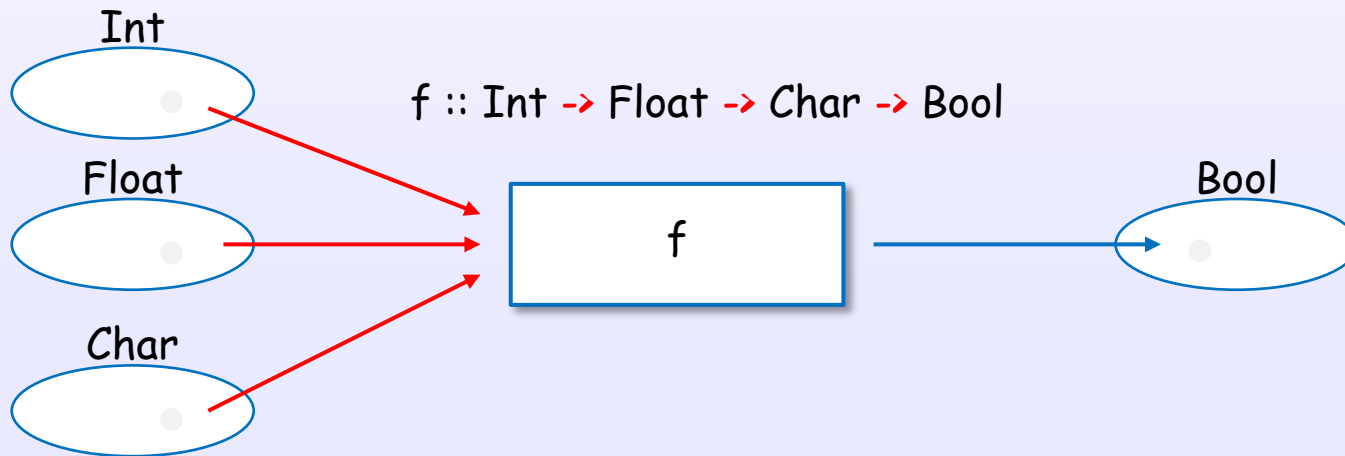 Int
f :: Int -> Float -> Char -> Bool
Float
Bool
f
Char